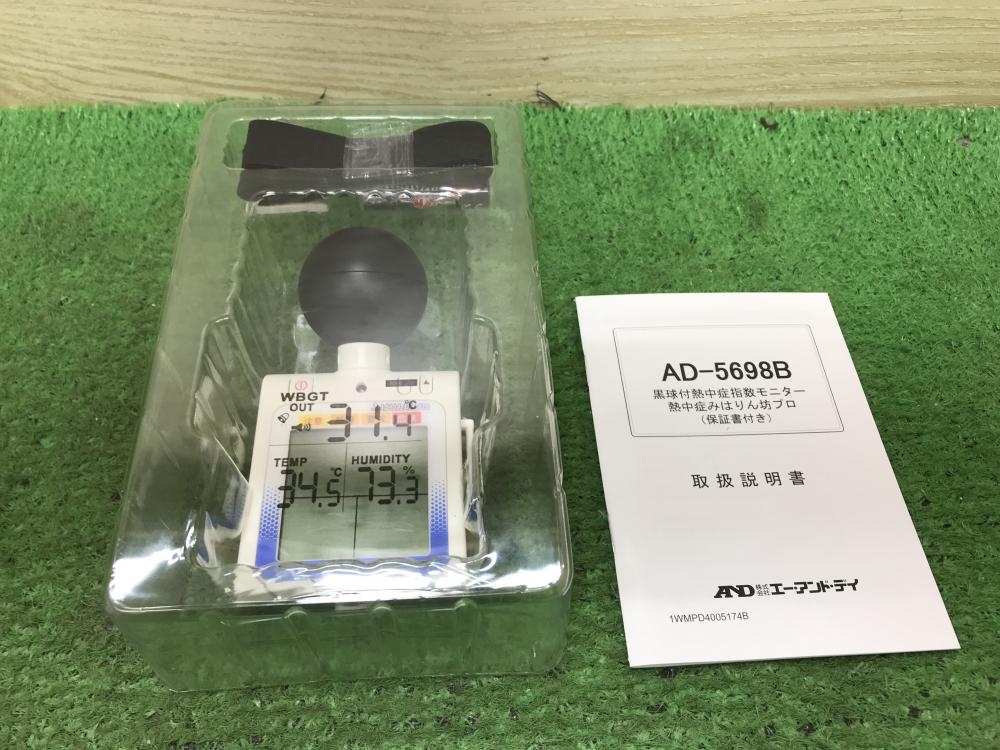 WBGT
OUT
31.4 °C
TEMP
HUMIDITY
34.5 °C
73.3 %
AD-5698B
黒球付熱中症指数モニター
熱中症みはりん坊プロ
(保証書付き)
取扱説明書
AND 株式会社 エー・アンド・デイ
1WMPD4005174B